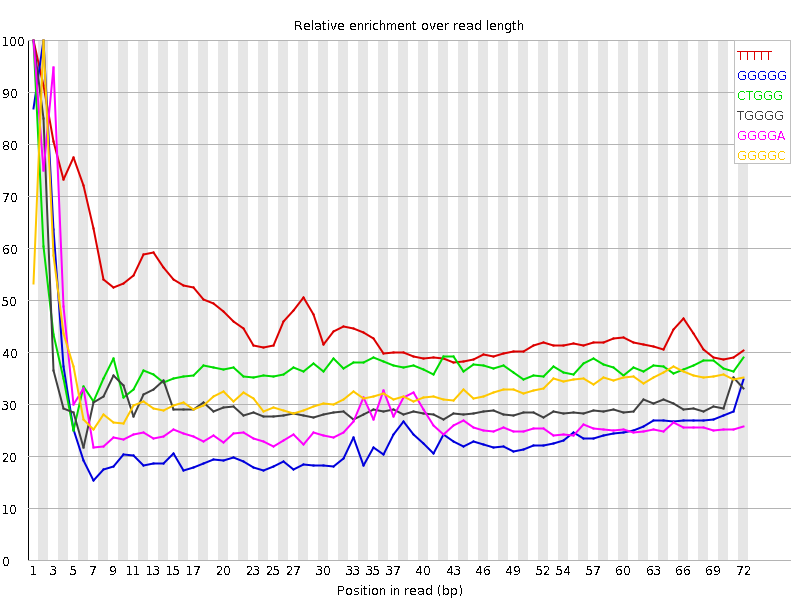 Relative enrichment over read length
100
90
80
70
60
50
40
30
20
10
0
TTTTT
GGGGG
CTGGG
TGGGG
GGGGA
GGGGC
1 3 5 7 9 11 13 15 17 20 23 25 27 30 33 35 37 40 43 46 49 52 54 57 60 63 66 69 72
Position in read (bp)